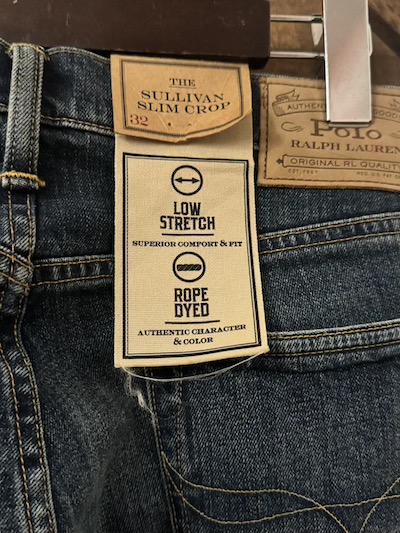 THE
SULLIVAN
SLIM CROP
32
LOW
STRETCH
SUPERIOR COMFORT & FIT
ROPE
DYED
AUTHENTIC CHARACTER
& COLOR
AUTHENTIC
Polo
RALPH LAUREN
ORIGINAL RL QUALITY